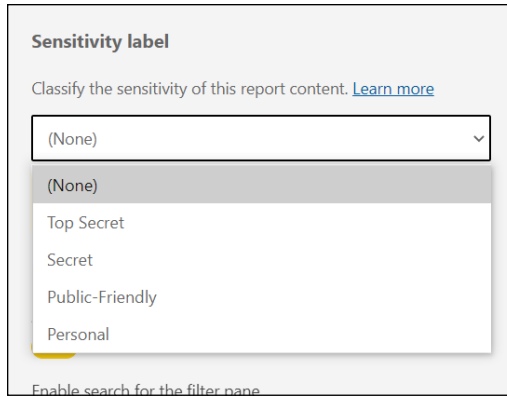 Sensitivity label
Classify the sensitivity of this report content. Learn more
(None)
(None)
Top Secret
Secret
Public-Friendly
Personal
Enable search for the filter pane